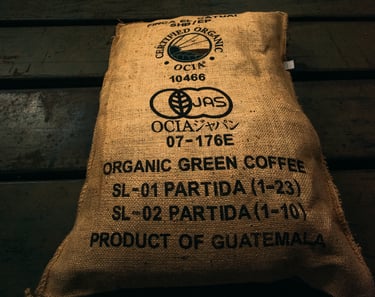 CERTIFIED ORGANIC
OCIA
10466
JAS
OCIAジャパン
07-176E
ORGANIC GREEN COFFEE
SL-01 PARTIDA (1-23)
SL-02 PARTIDA (1-10)
PRODUCT OF GUATEMALA